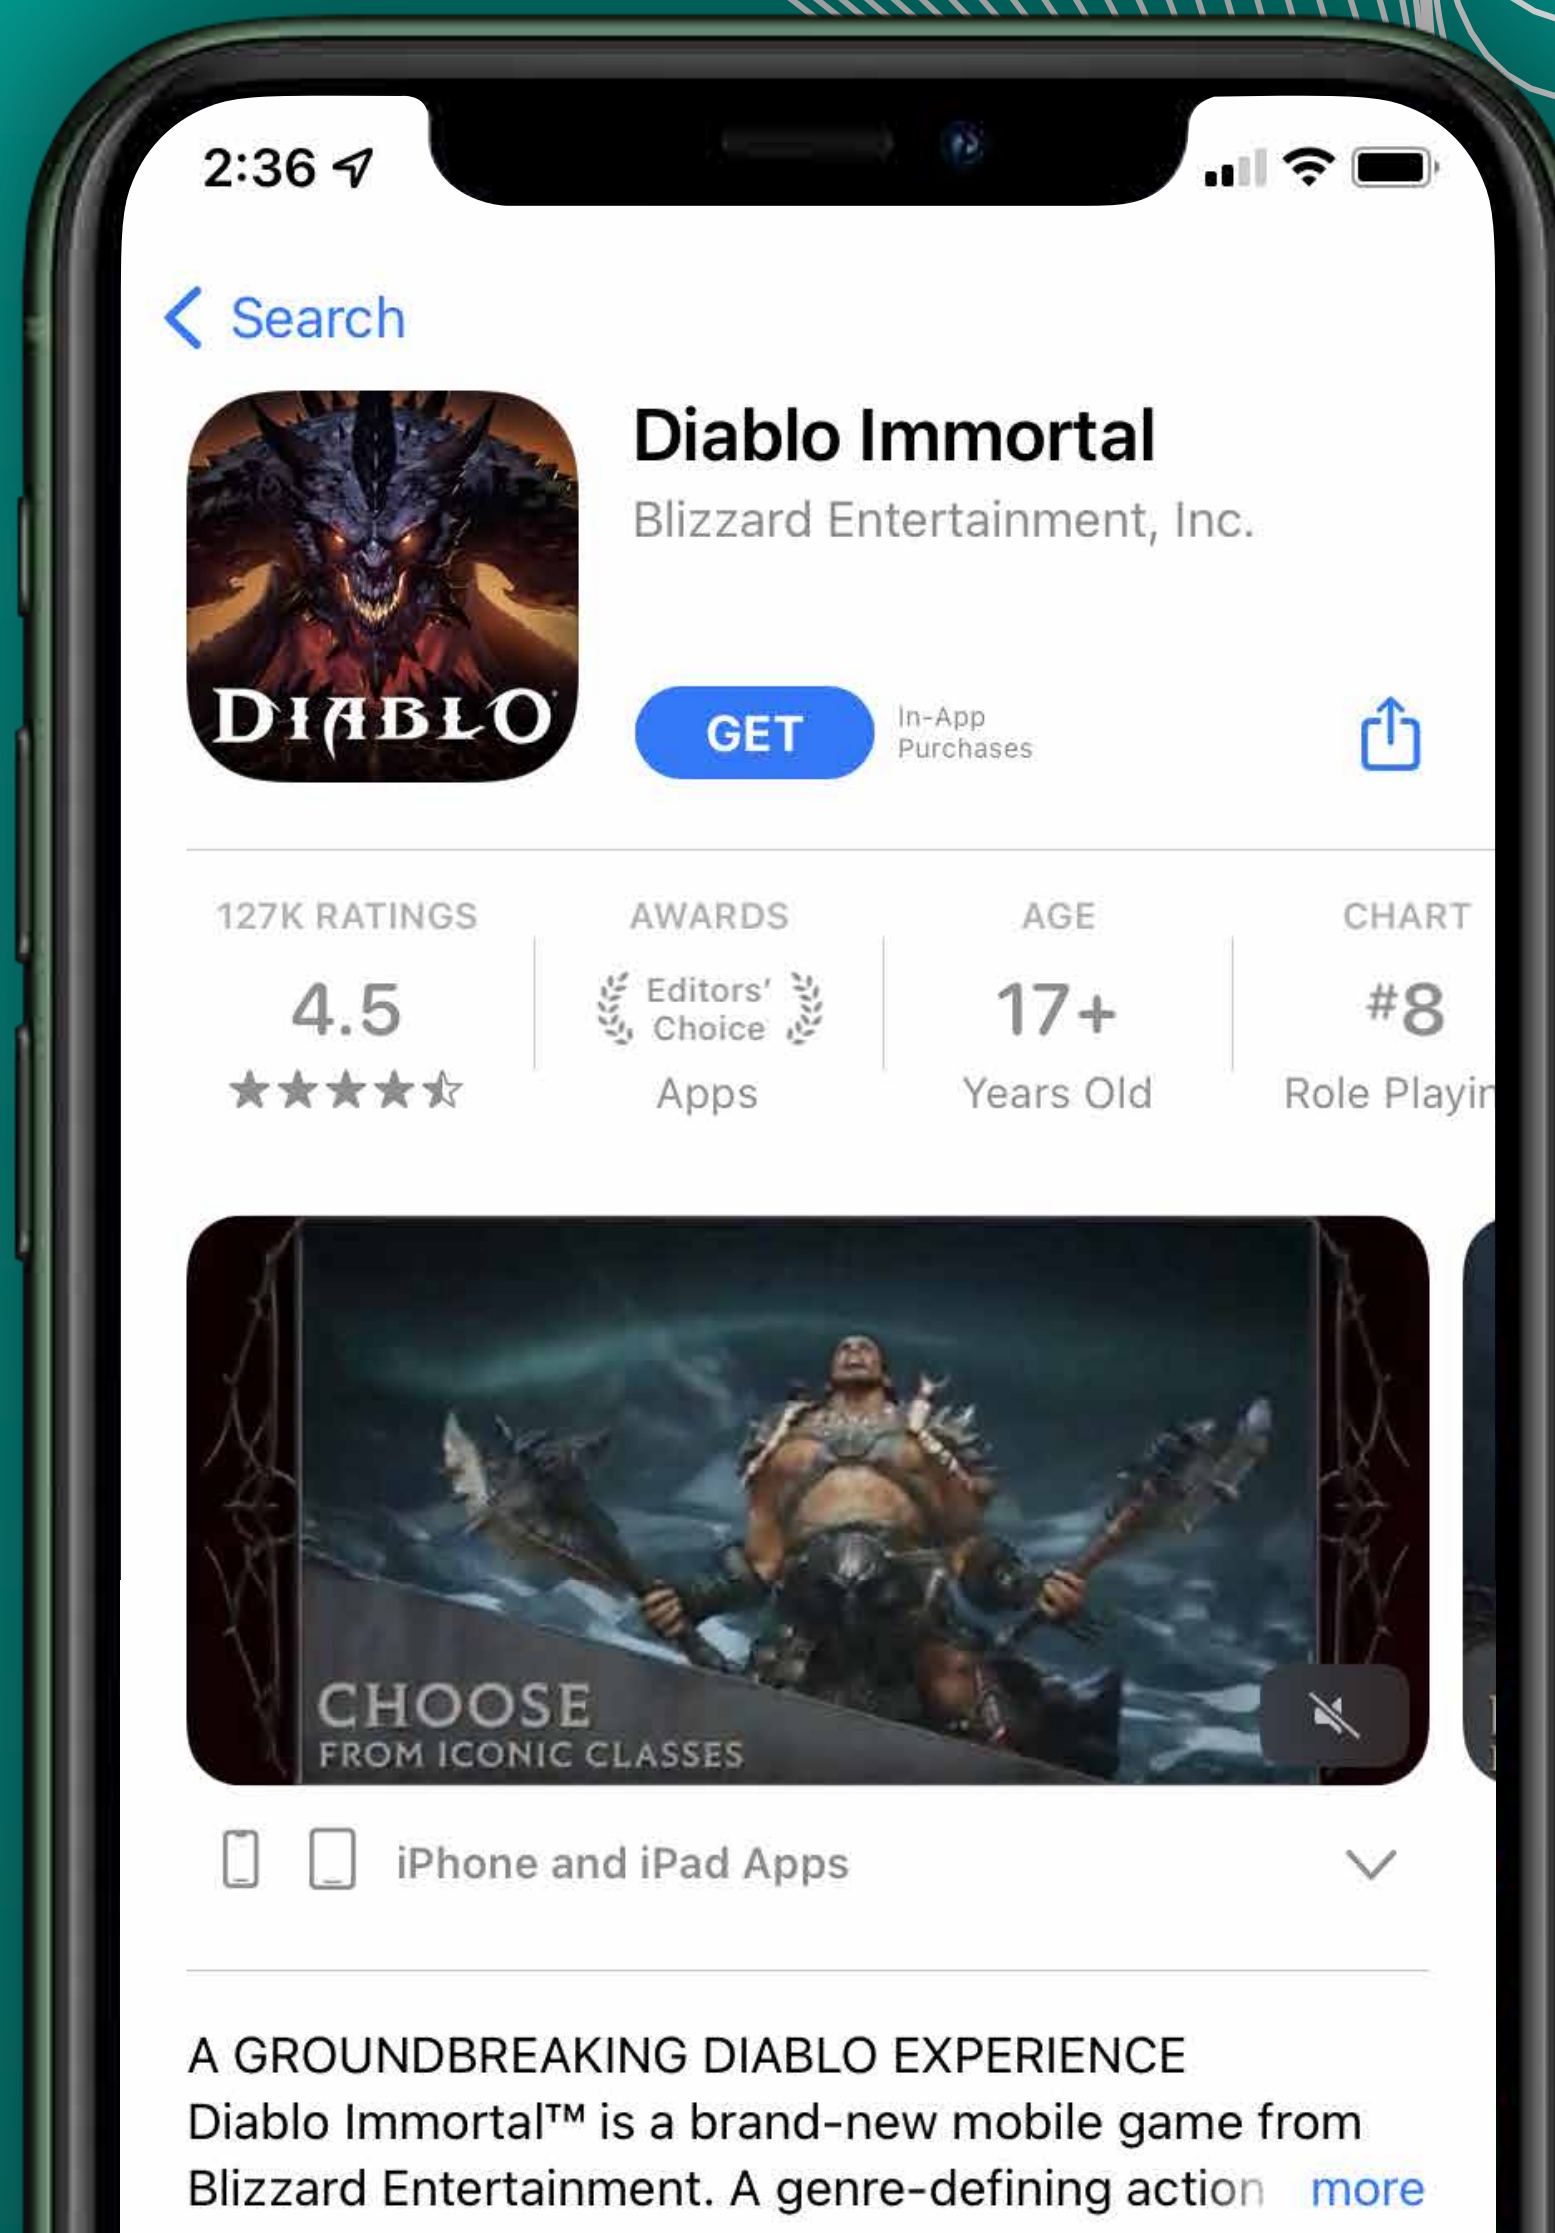 2:36
Search
DIABLO
Diablo Immortal
Blizzard Entertainment, Inc.
GET
In-App
Purchases
127K RATINGS
4.5
AWARDS
Editors'
Choice
Apps
AGE
17+
Years Old
CHART
#8
Role Playin
CHOOSE
FROM ICONIC CLASSES
iPhone and iPad Apps
A GROUNDBREAKING DIABLO EXPERIENCE
Diablo Immortal™ is a brand-new mobile game from
Blizzard Entertainment. A genre-defining action more